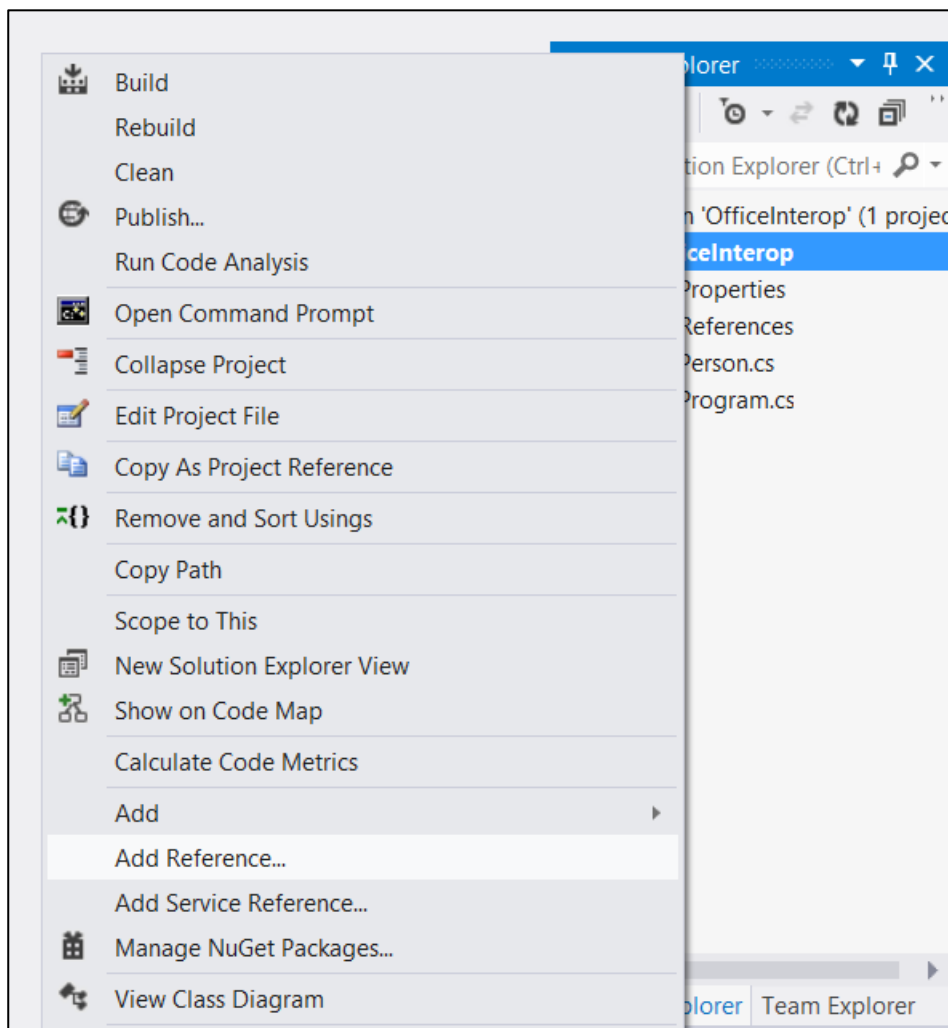 Build
Rebuild
Clean
Publish...
Run Code Analysis
Open Command Prompt
Collapse Project
Edit Project File
Copy As Project Reference
Remove and Sort Usings
Copy Path
Scope to This
New Solution Explorer View
Show on Code Map
Calculate Code Metrics
Add
Add Reference...
Add Service Reference...
Manage NuGet Packages...
View Class Diagram
plorer
tion Explorer (Ctrl+
n 'OfficeInterop' (1 projec
ceInterop
Properties
References
Person.cs
Program.cs
plorer Team Explorer